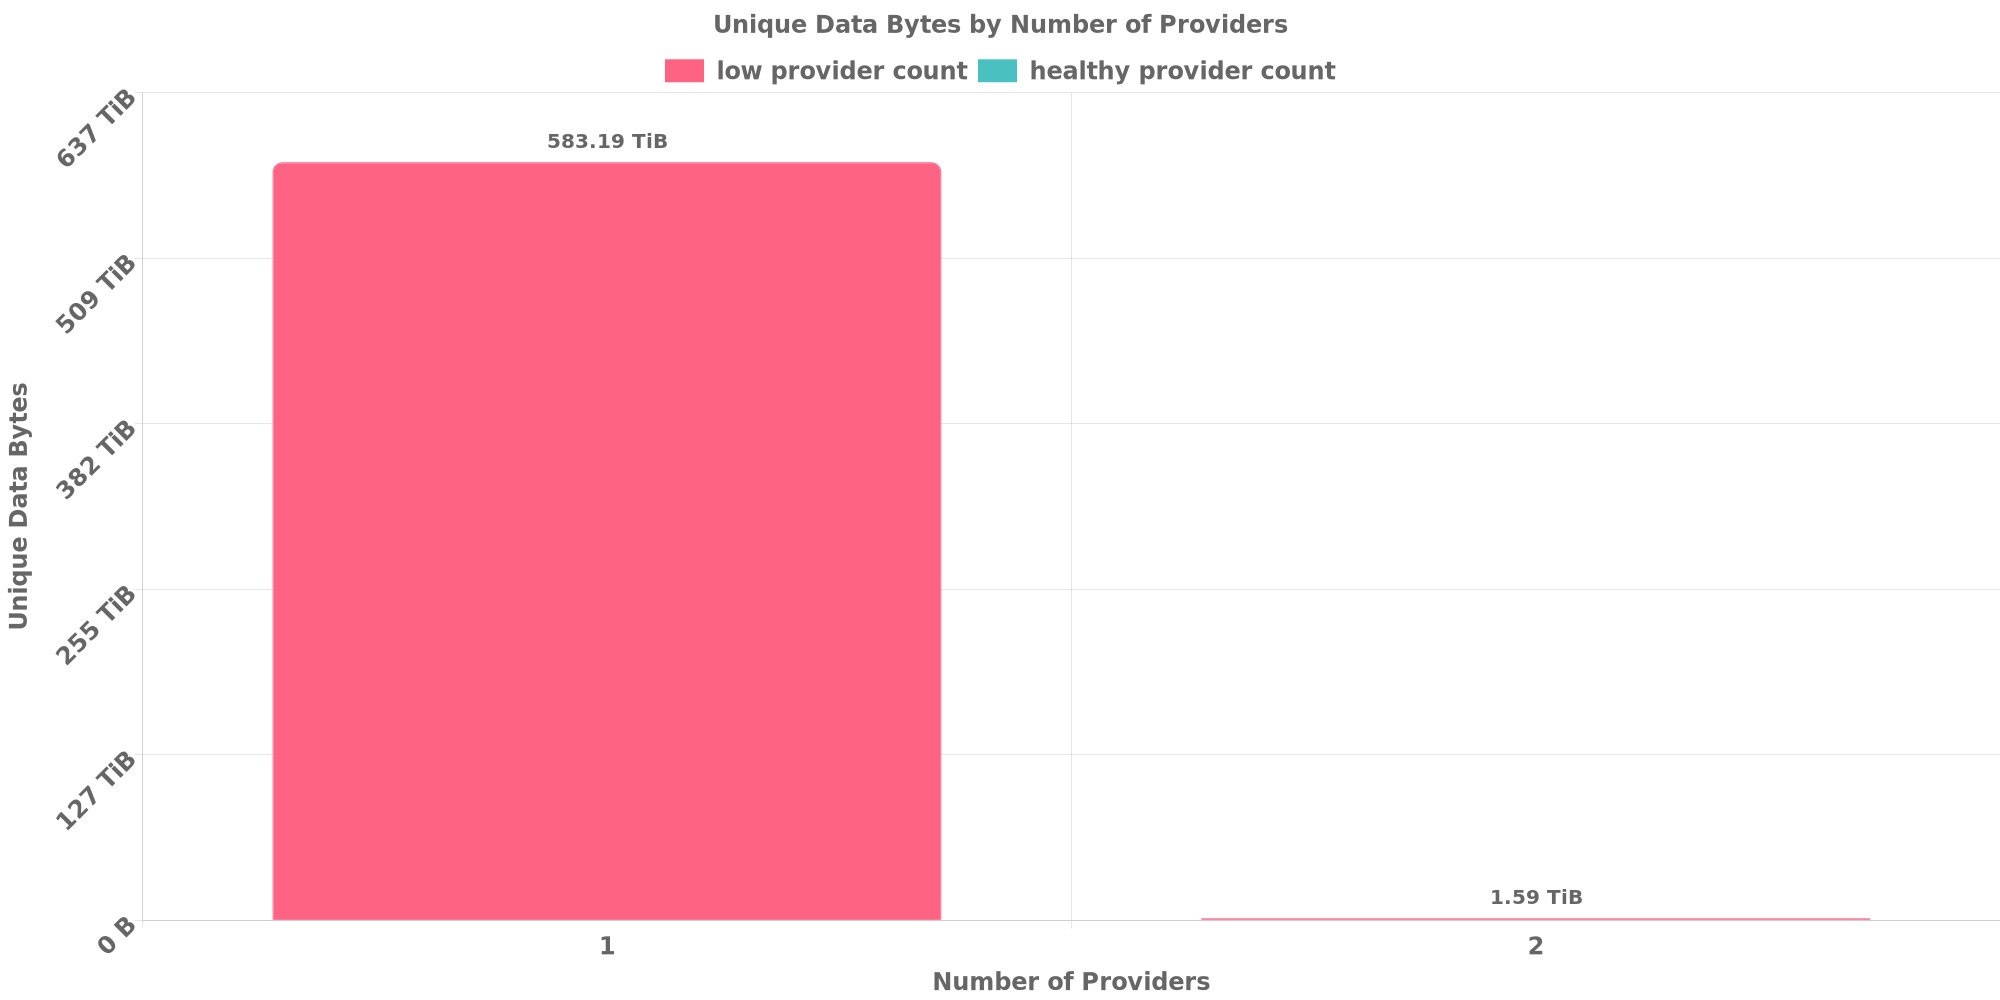 Unique Data Bytes by Number of Providers
low provider count healthy provider count
637 TiB
583.19 TiB
509 TiB
382 TiB
Unique Data Bytes
255 TiB
127 TiB
1.59 TiB
0 B
1 2
Number of Providers